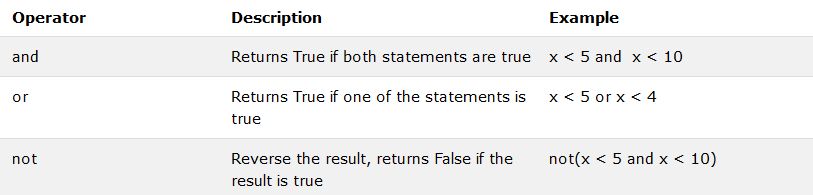 Operator Description Example
and Returns True if both statements are true x < 5 and  x < 10
or Returns True if one of the statements is x < 5 or x < 4
true
not Reverse the result, returns False if the not(x < 5 and x < 10)
result is true